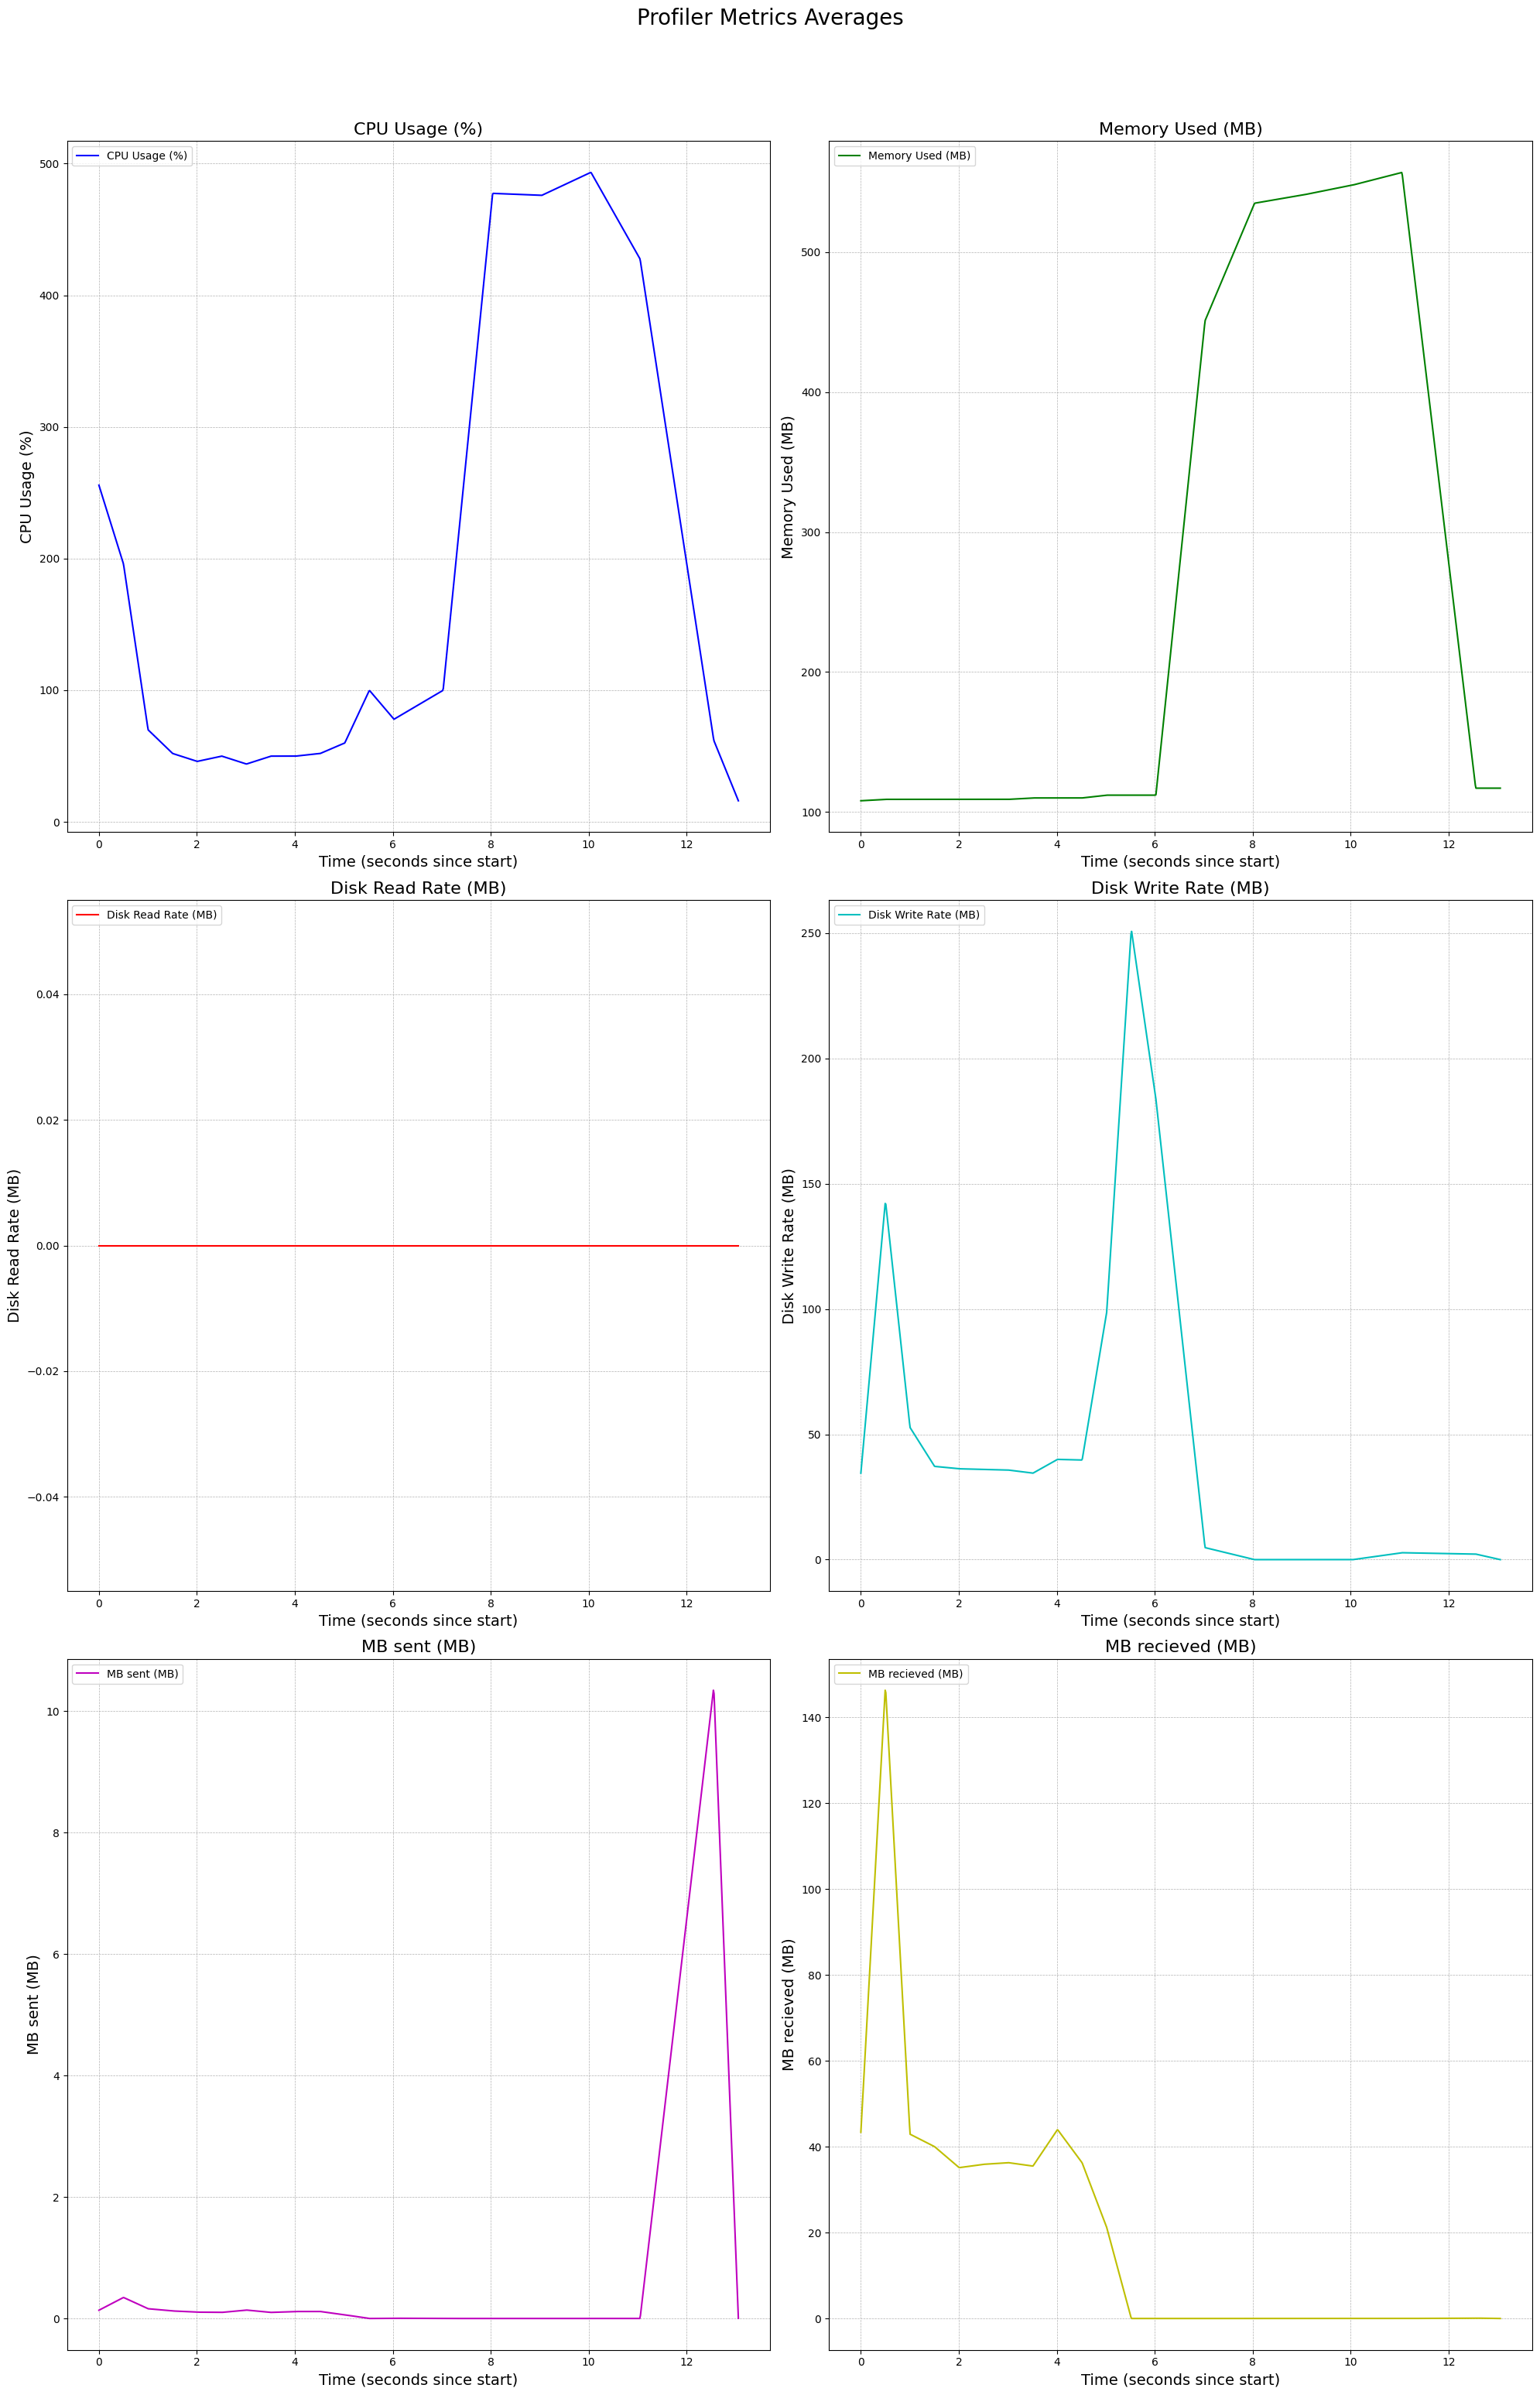 Profiler Metrics Averages
CPU Usage (%)
CPU Usage (%)
CPU Usage (%)
500
400
300
200
100
0
0 2 4 6 8 10 12
Time (seconds since start)
Memory Used (MB)
Memory Used (MB)
Memory Used (MB)
500
400
300
200
100
0 2 4 6 8 10 12
Time (seconds since start)
Disk Read Rate (MB)
Disk Read Rate (MB)
Disk Read Rate (MB)
0.04
0.02
0.00
−0.02
−0.04
0 2 4 6 8 10 12
Time (seconds since start)
Disk Write Rate (MB)
Disk Write Rate (MB)
Disk Write Rate (MB)
250
200
150
100
50
0
0 2 4 6 8 10 12
Time (seconds since start)
MB sent (MB)
MB sent (MB)
MB sent (MB)
10
8
6
4
2
0
0 2 4 6 8 10 12
Time (seconds since start)
MB recieved (MB)
MB recieved (MB)
MB recieved (MB)
140
120
100
80
60
40
20
0
0 2 4 6 8 10 12
Time (seconds since start)